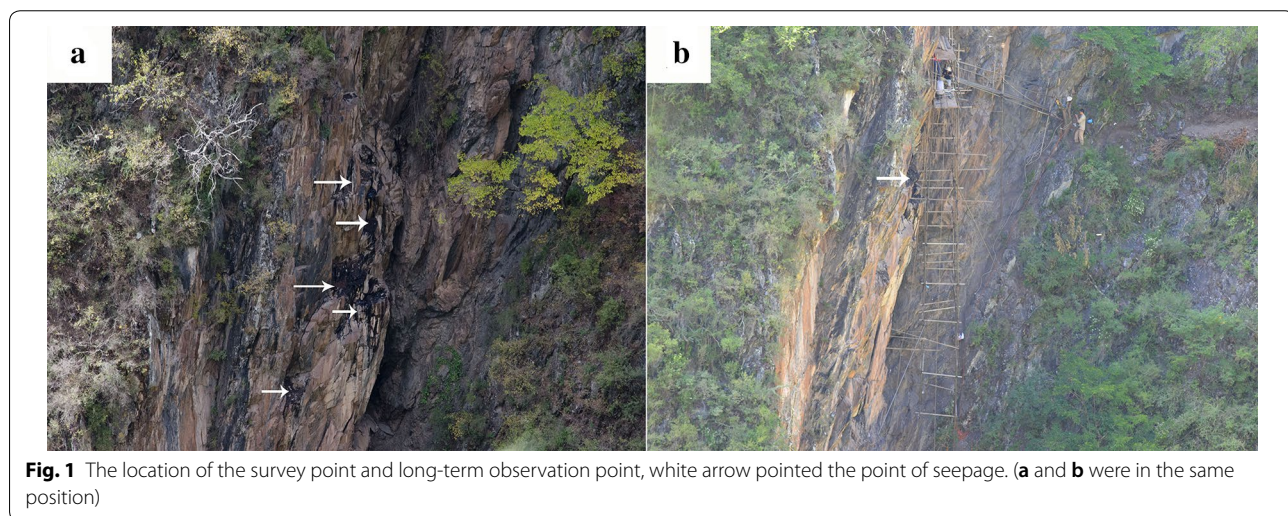 a
b
Fig. 1 The location of the survey point and long-term observation point, white arrow pointed the point of seepage. (a and b were in the same
position)